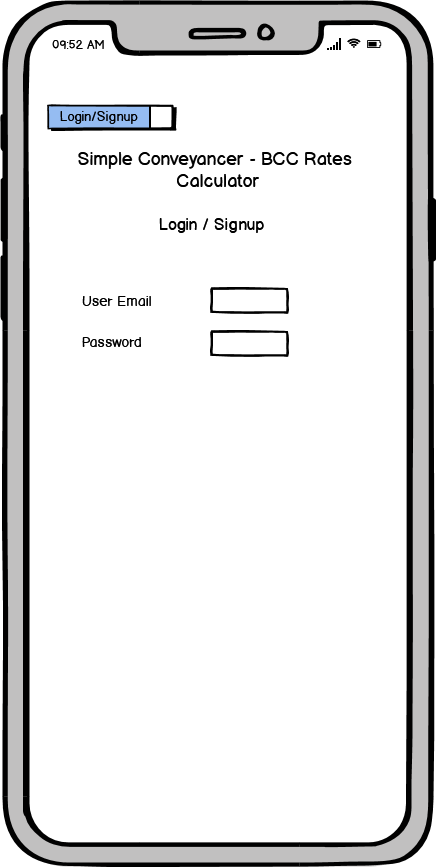 09:52 AM
Login/Signup
Simple Conveyancer - BCC Rates
Calculator
Login / Signup
User Email
Password